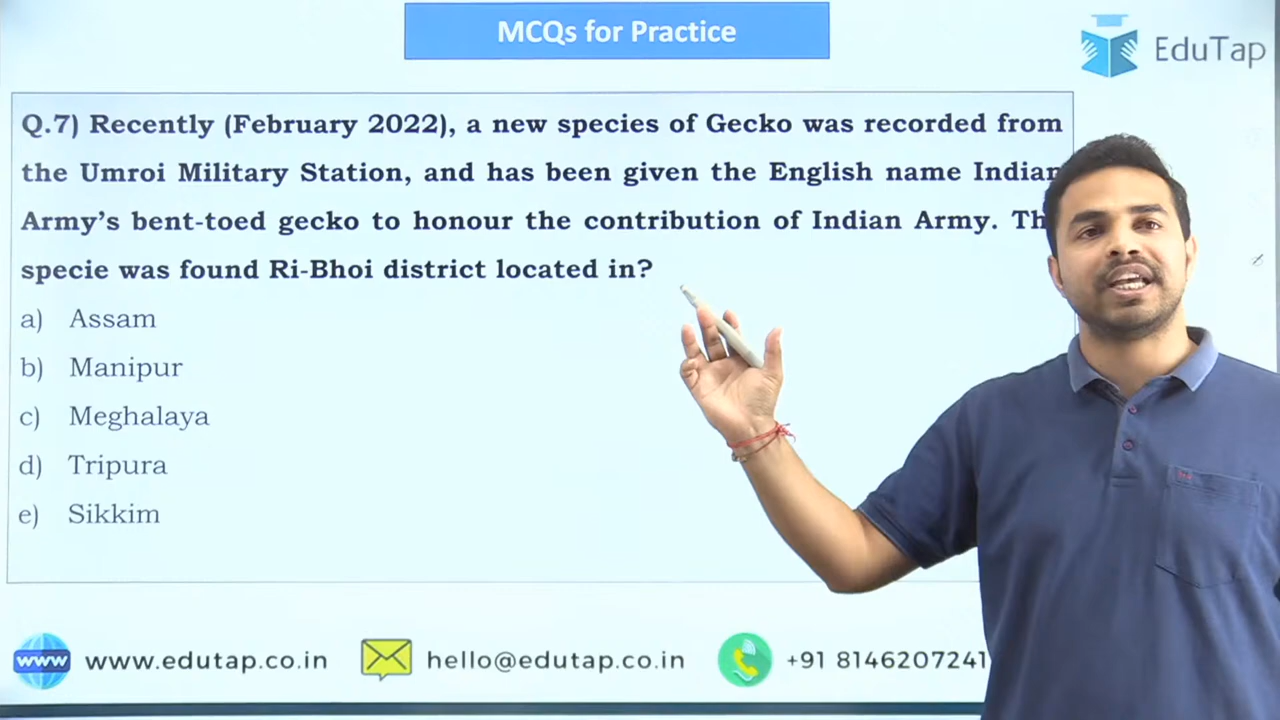 MCQs for Practice
EduTap
Q.7) Recently (February 2022), a new species of Gecko was recorded from
the Umroi Military Station, and has been given the English name Indian
Army’s bent-toed gecko to honour the contribution of Indian Army. Th
specie was found Ri-Bhoi district located in?
a) Assam
b) Manipur
c) Meghalaya
d) Tripura
e) Sikkim
www www.edutap.co.in hello@edutap.co.in +91 8146207241